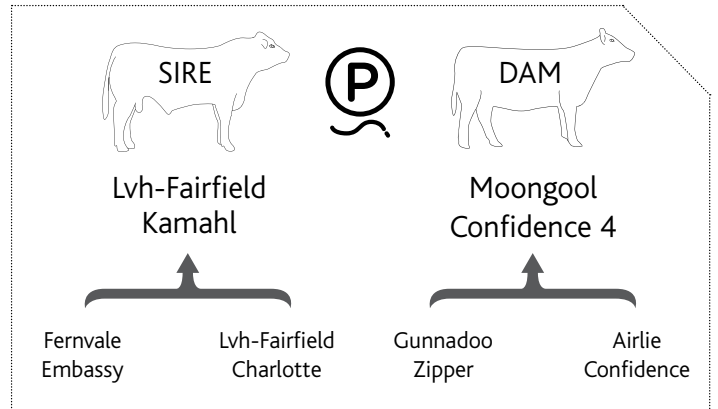 SIRE
P
DAM
Lvh-Fairfield
Kamahl
Moongool
Confidence 4
Fernvale
Embassy
Lvh-Fairfield
Charlotte
Gunnadoo
Zipper
Airlie
Confidence